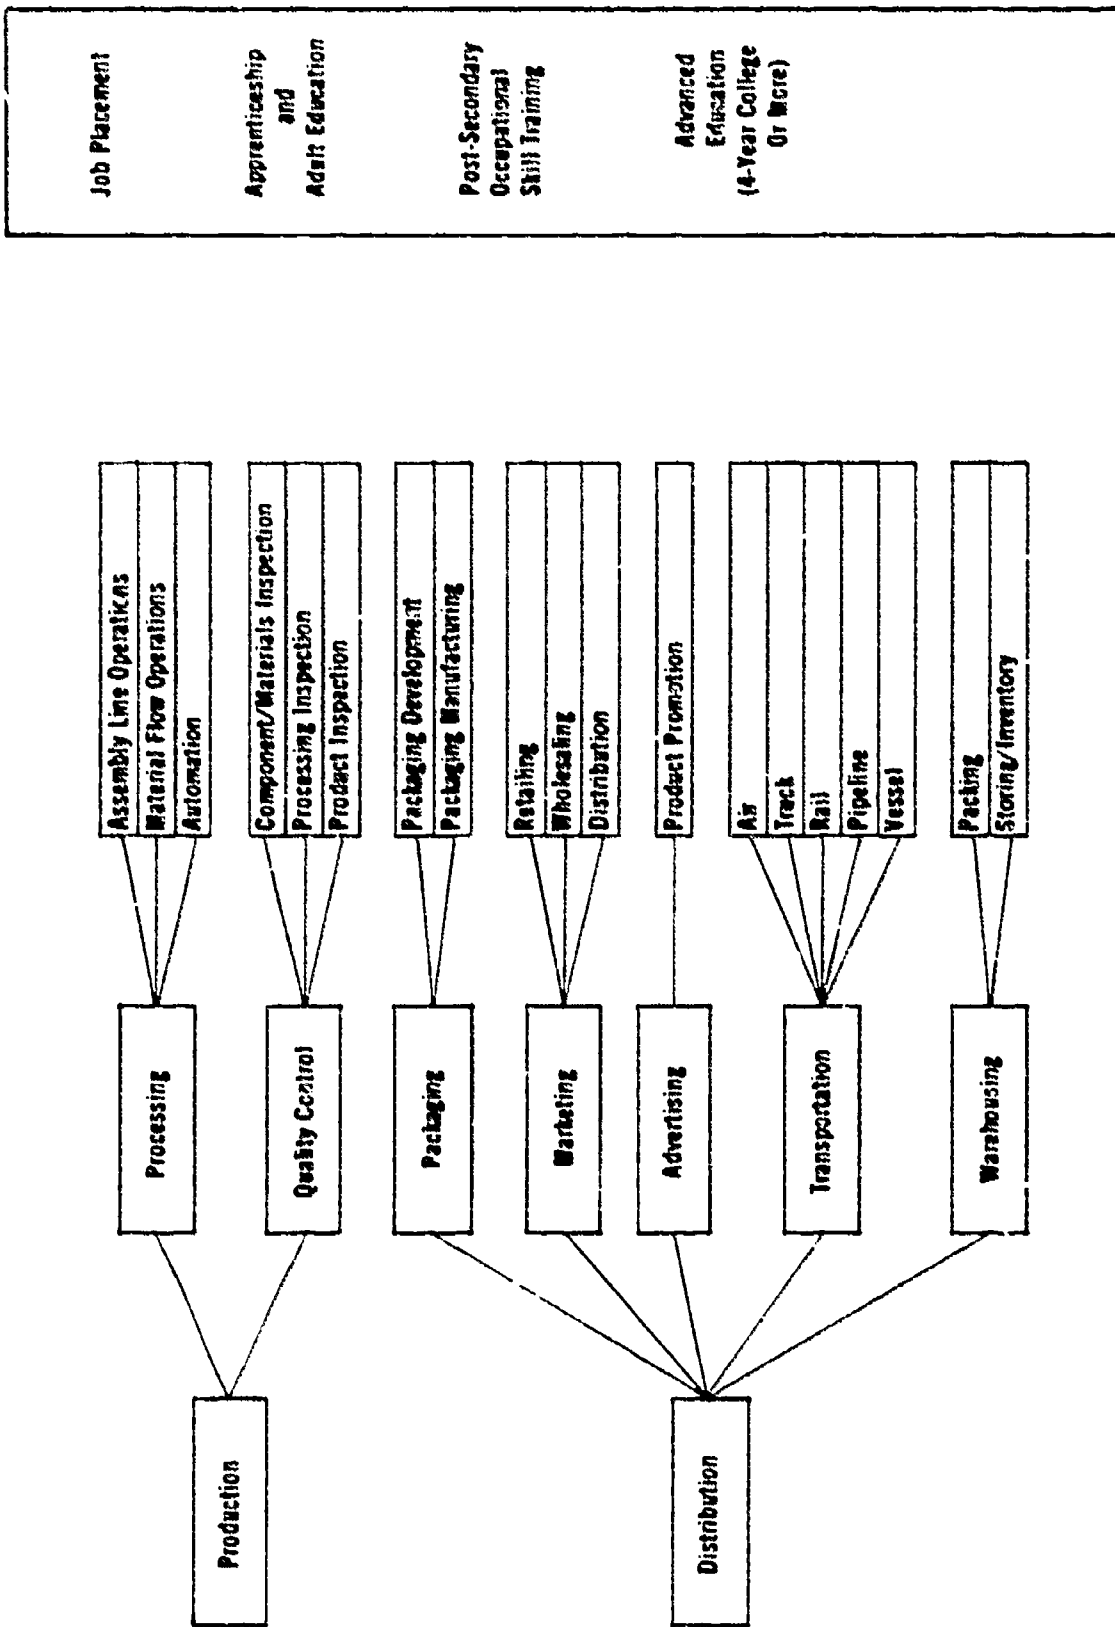 Production
Distribution
Processing
Quality Control
Packaging
Marketing
Advertising
Transportation
Warehousing
Assembly Line Operations
Material Flow Operations
Automation
Component/Materials Inspection
Processing Inspection
Product Inspection
Packaging Development
Packaging Manufacturing
Retailing
Wholesaling
Distribution
Product Promotion
Air
Truck
Rail
Pipeline
Vessel
Packing
Storing/Inventory
Job Placement
Apprenticeship
and
Adult Education
Post-Secondary
Occupational
Skill Training
Advanced
Education
(4-Year College
Or More)